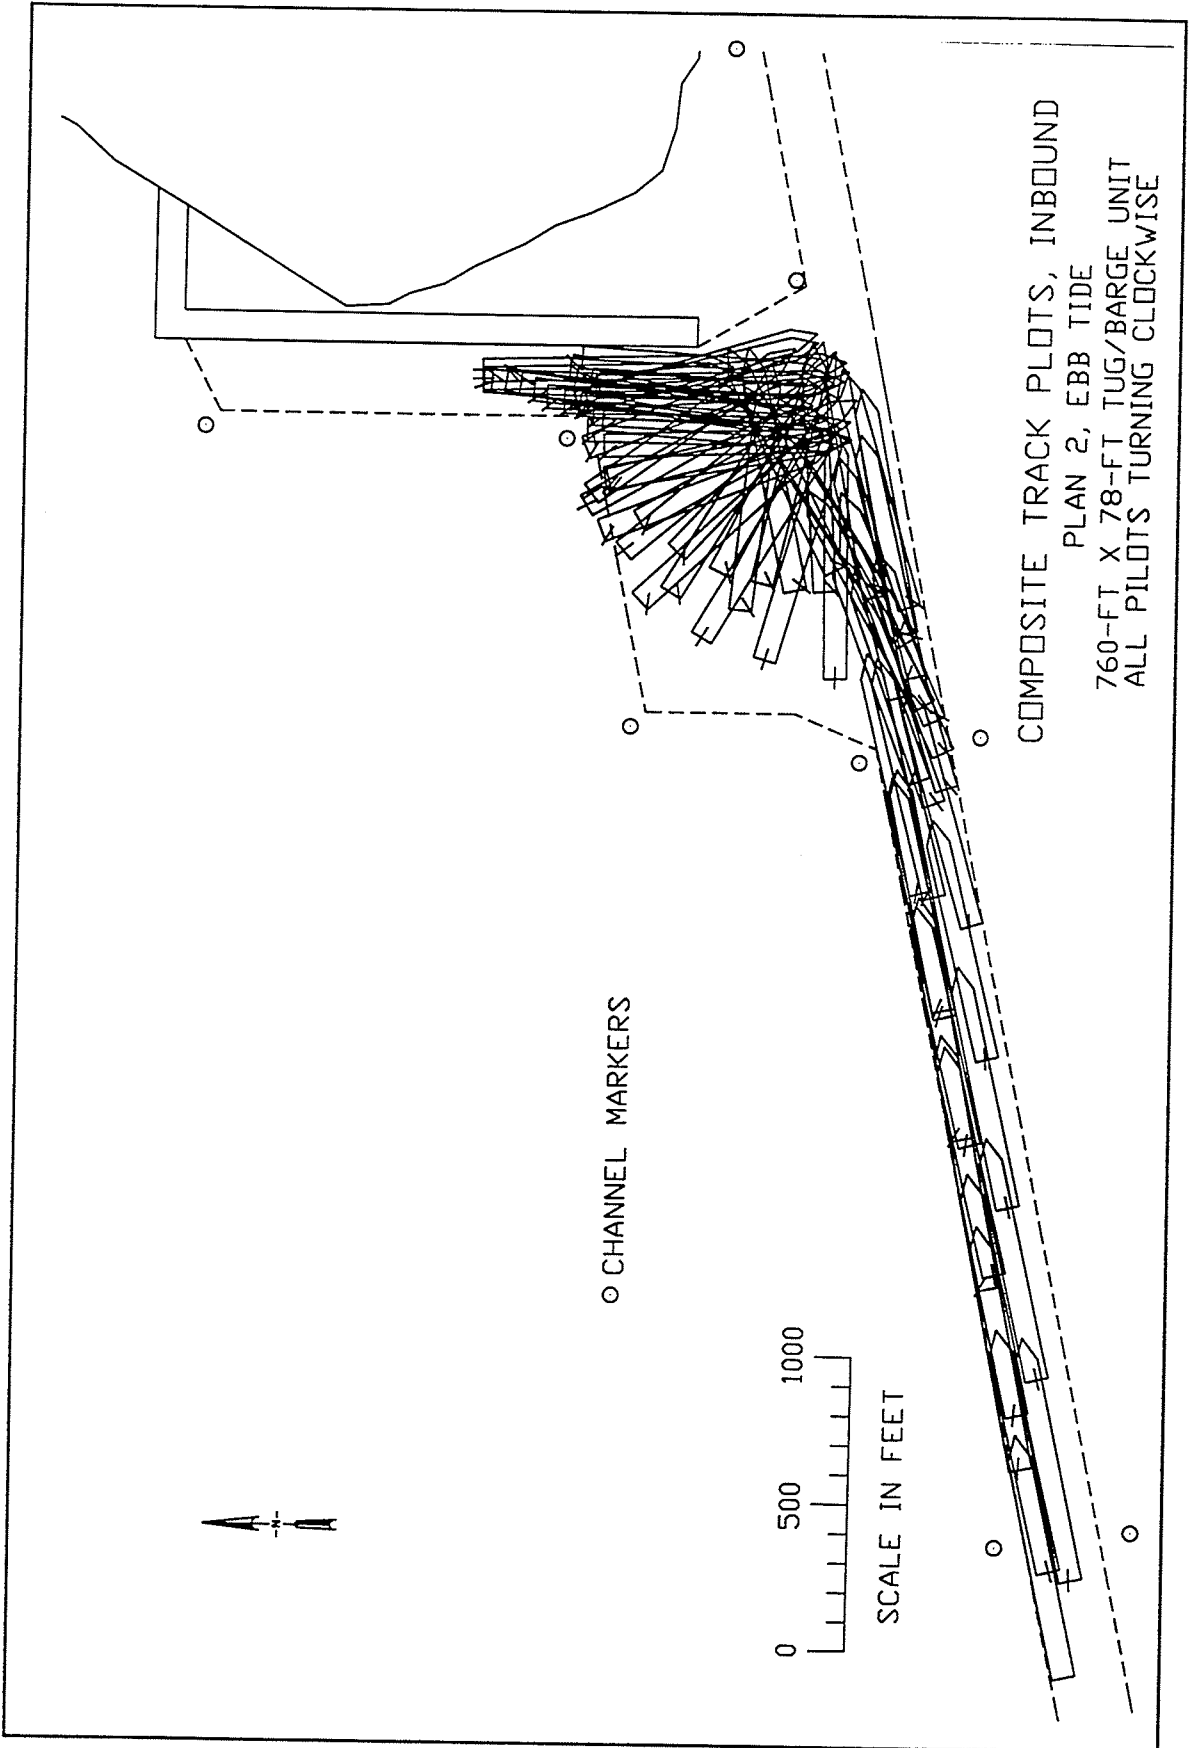 COMPOSITE TRACK PLOTS, INBOUND
PLAN 2, EBB TIDE
760-FT X 78-FT TUG/BARGE UNIT
ALL PILOTS TURNING CLOCKWISE
CHANNEL MARKERS
0 500 1000
SCALE IN FEET
N